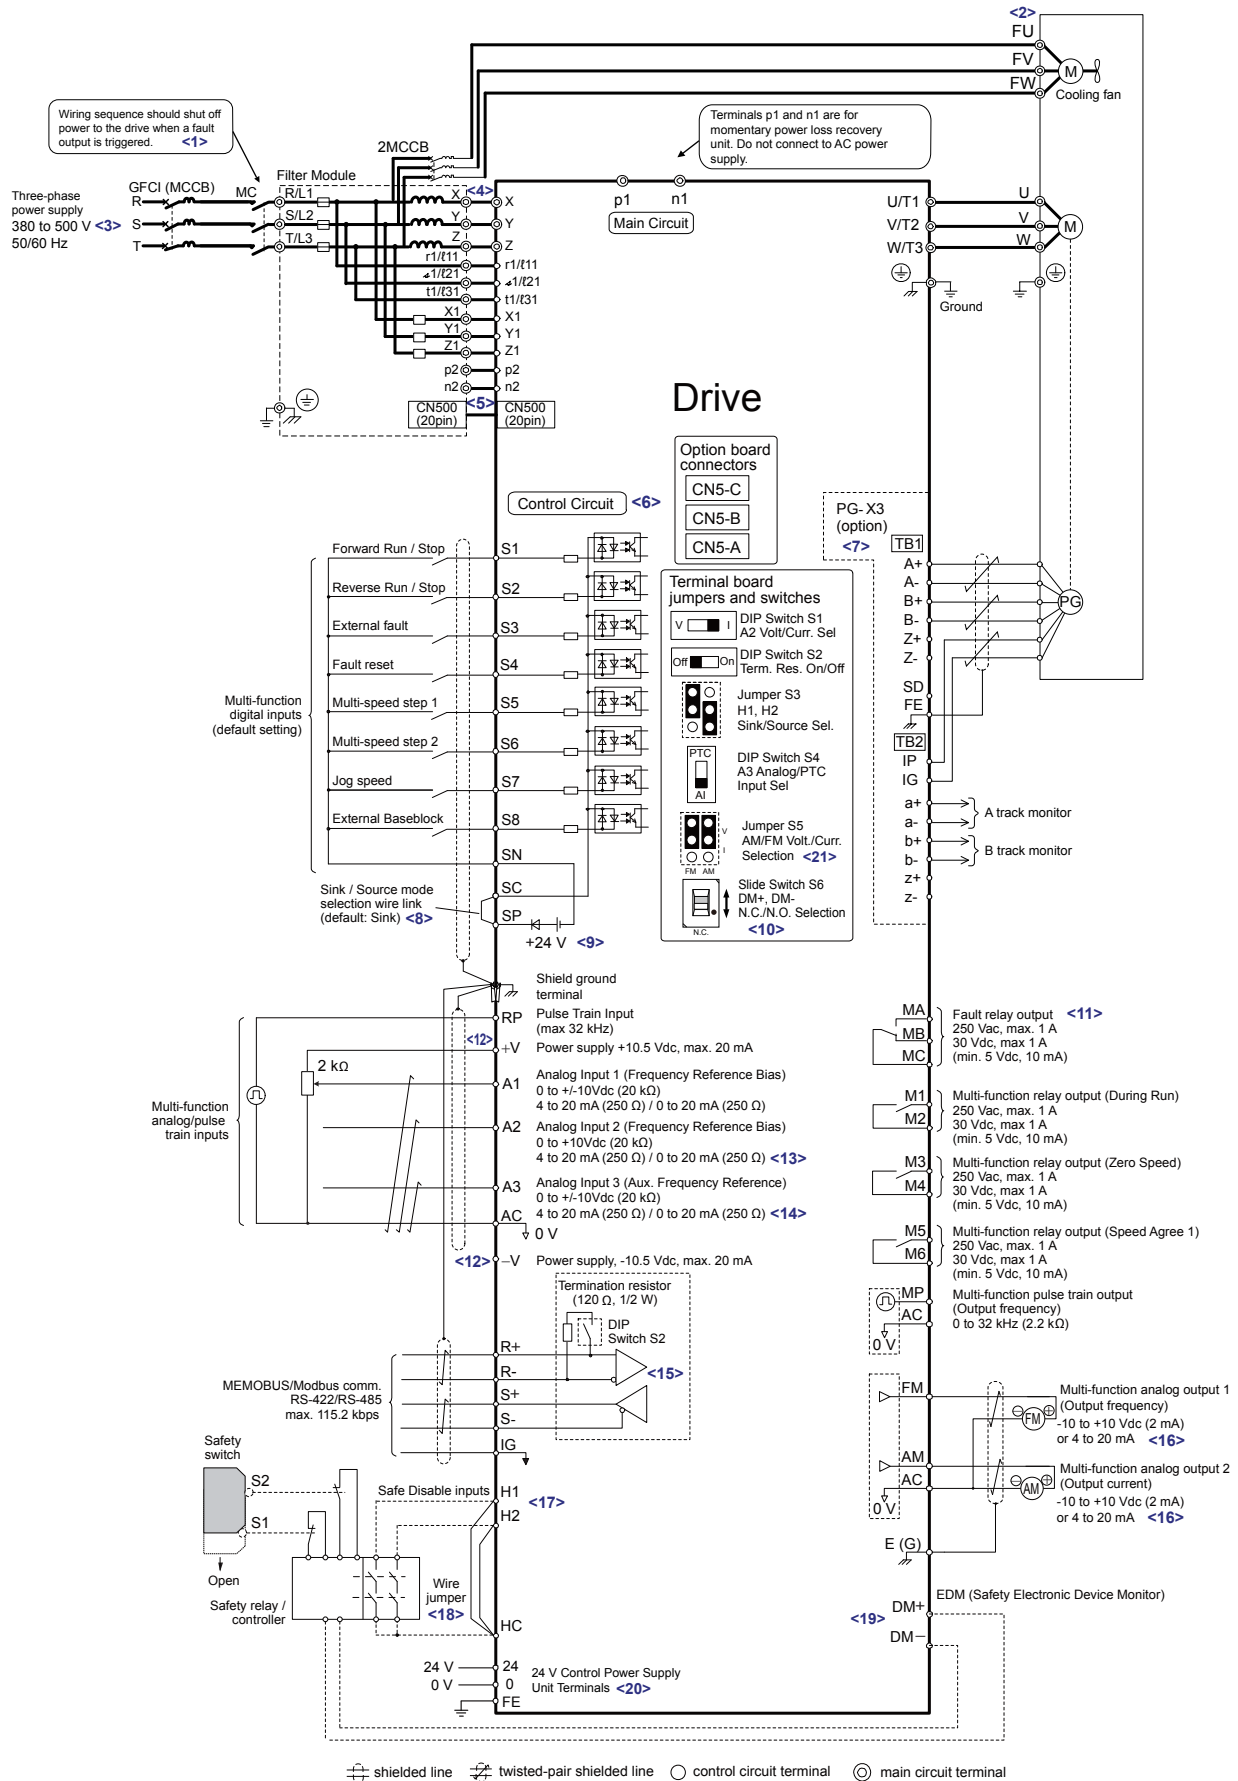 <2>
FU
FV
FW
M
Cooling fan
Wiring sequence should shut off
power to the drive when a fault
output is triggered. <1>
Terminals p1 and n1 are for
momentary power loss recovery
unit. Do not connect to AC power
supply.
2MCCB
Filter Module
Three-phase
power supply
380 to 500 V <3>
50/60 Hz
GFCI (MCCB)
R
S
T
MC
R/L1
S/L2
T/L3
X
Y
Z
<4>
X
Y
Z
r1/ℓ11
r1/ℓ11
1/ℓ21
1/ℓ21
t1/ℓ31
t1/ℓ31
X1
X1
Y1
Y1
Z1
Z1
p2
p2
n2
n2
CN500
(20pin)
<5>
CN500
(20pin)
p1
n1
Main Circuit
U/T1
V/T2
W/T3
U
V
W
M
Ground
Drive
Option board
connectors
CN5-C
CN5-B
CN5-A
Control Circuit <6>
PG-X3
(option)
<7>
TB1
A+
A-
B+
B-
Z+
Z-
PG
SD
FE
TB2
IP
IG
a+
a-
A track monitor
b+
b-
B track monitor
z+
z-
Multi-function
digital inputs
(default setting)
Forward Run / Stop
S1
Reverse Run / Stop
S2
External fault
S3
Fault reset
S4
Multi-speed step 1
S5
Multi-speed step 2
S6
Jog speed
S7
External Baseblock
S8
SN
SC
SP
Sink / Source mode
selection wire link
(default: Sink) <8>
+24 V <9>
Terminal board
jumpers and switches
V
I
DIP Switch S1
A2 Volt/Curr. Sel
Off
On
DIP Switch S2
Term. Res. On/Off
Jumper S3
H1, H2
Sink/Source Sel.
PTC
AI
DIP Switch S4
A3 Analog/PTC
Input Sel
V
I
FM AM
Jumper S5
AM/FM Volt./Curr.
Selection <21>
N.C.
Slide Switch S6
DM+, DM-
N.C./N.O. Selection
<10>
Shield ground
terminal
Multi-function
analog/pulse
train inputs
RP
Pulse Train Input
(max 32 kHz)
<12>
+V
Power supply +10.5 Vdc, max. 20 mA
2 kΩ
A1
Analog Input 1 (Frequency Reference Bias)
0 to +/-10Vdc (20 kΩ)
4 to 20 mA (250 Ω) / 0 to 20 mA (250 Ω)
A2
Analog Input 2 (Frequency Reference Bias)
0 to +10Vdc (20 kΩ)
4 to 20 mA (250 Ω) / 0 to 20 mA (250 Ω) <13>
A3
Analog Input 3 (Aux. Frequency Reference)
0 to +/-10Vdc (20 kΩ)
4 to 20 mA (250 Ω) / 0 to 20 mA (250 Ω) <14>
AC
0 V
<12>
−V
Power supply, -10.5 Vdc, max. 20 mA
MA
MB
MC
Fault relay output <11>
250 Vac, max. 1 A
30 Vdc, max 1 A
(min. 5 Vdc, 10 mA)
M1
M2
Multi-function relay output (During Run)
250 Vac, max. 1 A
30 Vdc, max 1 A
(min. 5 Vdc, 10 mA)
M3
M4
Multi-function relay output (Zero Speed)
250 Vac, max. 1 A
30 Vdc, max 1 A
(min. 5 Vdc, 10 mA)
M5
M6
Multi-function relay output (Speed Agree 1)
250 Vac, max. 1 A
30 Vdc, max 1 A
(min. 5 Vdc, 10 mA)
MP
AC
0 V
Multi-function pulse train output
(Output frequency)
0 to 32 kHz (2.2 kΩ)
Termination resistor
(120 Ω, 1/2 W)
DIP
Switch S2
<15>
MEMOBUS/Modbus comm.
RS-422/RS-485
max. 115.2 kbps
R+
R-
S+
S-
IG
FM
FM
Multi-function analog output 1
(Output frequency)
-10 to +10 Vdc (2 mA)
or 4 to 20 mA <16>
AM
AC
0 V
AM
Multi-function analog output 2
(Output current)
-10 to +10 Vdc (2 mA)
or 4 to 20 mA <16>
E (G)
Safety
switch
S2
S1
Open
Safety relay /
controller
Safe Disable inputs
H1
<17>
H2
Wire
jumper
<18>
HC
EDM (Safety Electronic Device Monitor)
DM+
<19>
DM−
24 V
24
0 V
0
FE
24 V Control Power Supply
Unit Terminals <20>
shielded line
twisted-pair shielded line
control circuit terminal
main circuit terminal